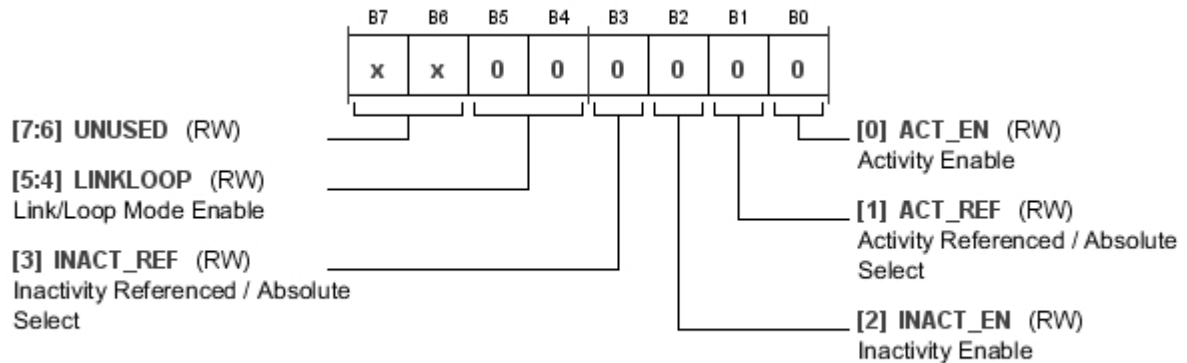 B7 B6 B5 B4 B3 B2 B1 B0
x x 0 0 0 0 0 0
[7:6] UNUSED (RW)
[5:4] LINKLOOP (RW)
Link/Loop Mode Enable
[3] INACT_REF (RW)
Inactivity Referenced / Absolute
Select
[0] ACT_EN (RW)
Activity Enable
[1] ACT_REF (RW)
Activity Referenced / Absolute
Select
[2] INACT_EN (RW)
Inactivity Enable